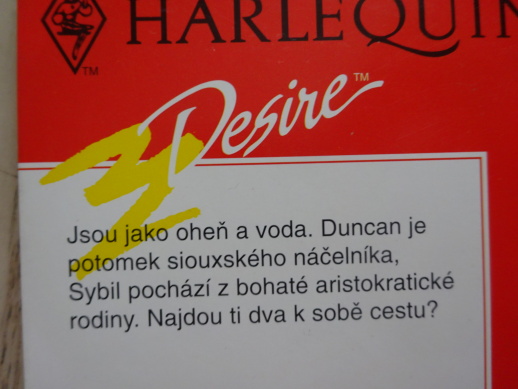 HARLEQUIN
TM
Desire TM
Jsou jako oheň a voda. Duncan je
potomek siouxského náčelníka,
Sybil pochází z bohaté aristokratické
rodiny. Najdou ti dva k sobě cestu?